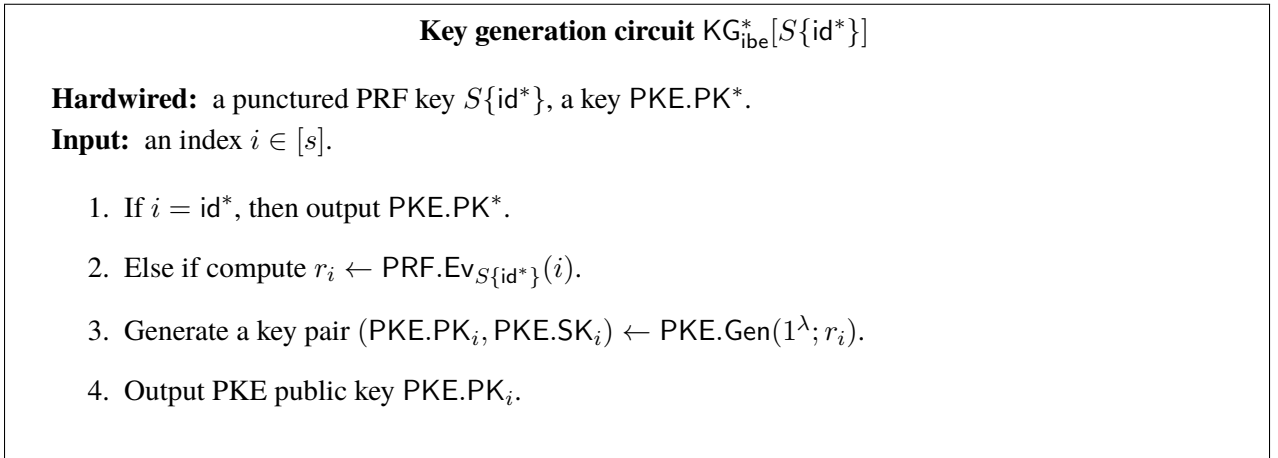 Key generation circuit KG*ibe[S{id*}]
Hardwired: a punctured PRF key S{id*}, a key PKE.PK*.
Input: an index i ∈ [s].
1. If i = id*, then output PKE.PK*.
2. Else if compute rᵢ ← PRF.Ev_{S{id*}}(i).
3. Generate a key pair (PKE.PKᵢ, PKE.SKᵢ) ← PKE.Gen(1^λ; rᵢ).
4. Output PKE public key PKE.PKᵢ.